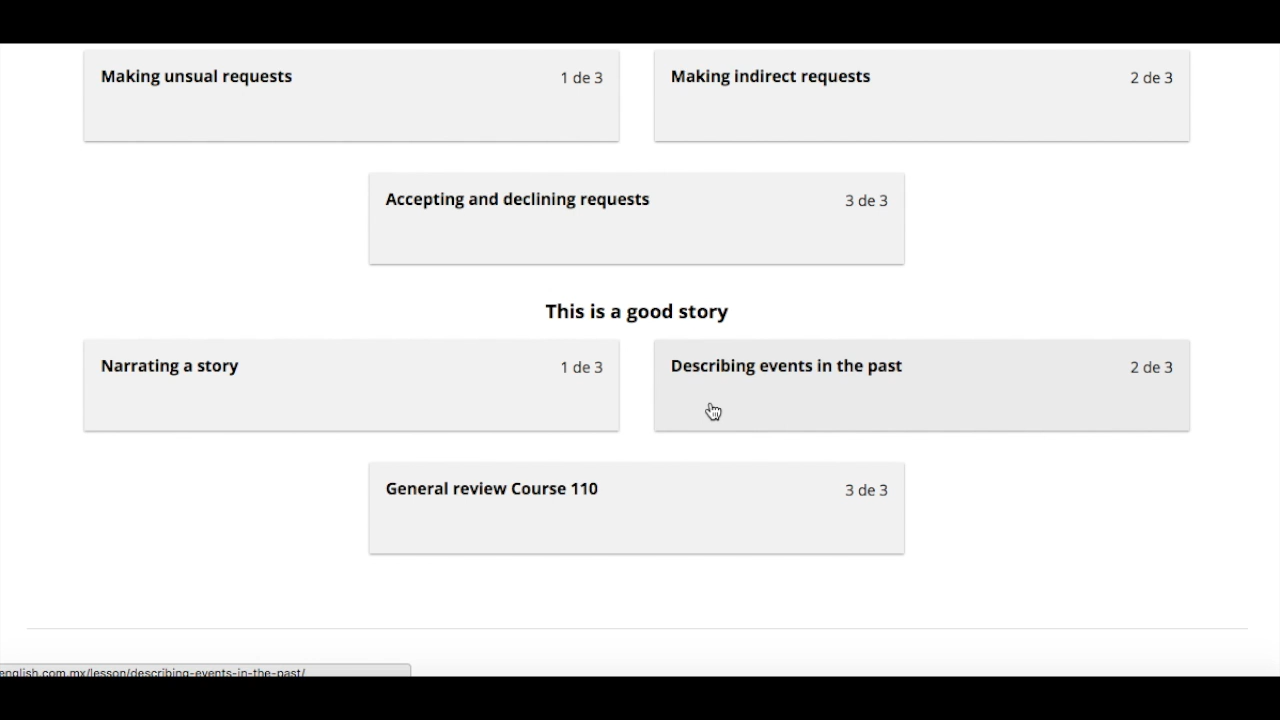 Making unsual requests 1 de 3
Making indirect requests 2 de 3
Accepting and declining requests 3 de 3
This is a good story
Narrating a story 1 de 3
Describing events in the past 2 de 3
General review Course 110 3 de 3
english.com.mx/lesson/describing-events-in-the-past/